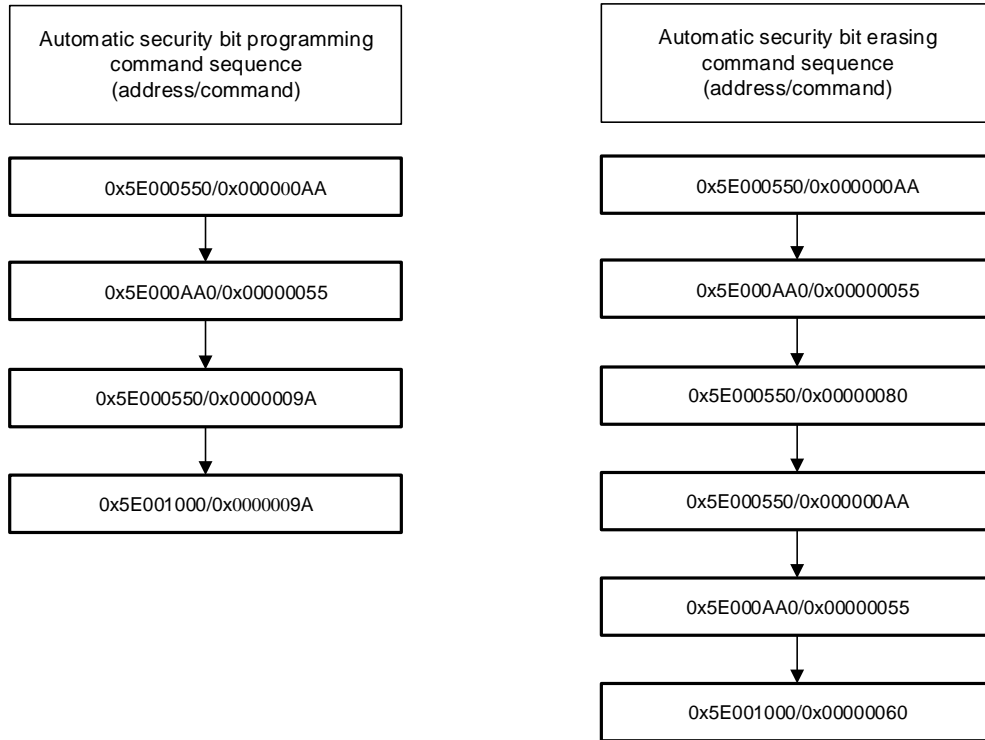 Automatic security bit programming
command sequence
(address/command)
0x5E000550/0x000000AA
0x5E000AA0/0x00000055
0x5E000550/0x0000009A
0x5E001000/0x0000009A
Automatic security bit erasing
command sequence
(address/command)
0x5E000550/0x000000AA
0x5E000AA0/0x00000055
0x5E000550/0x00000080
0x5E000550/0x000000AA
0x5E000AA0/0x00000055
0x5E001000/0x00000060